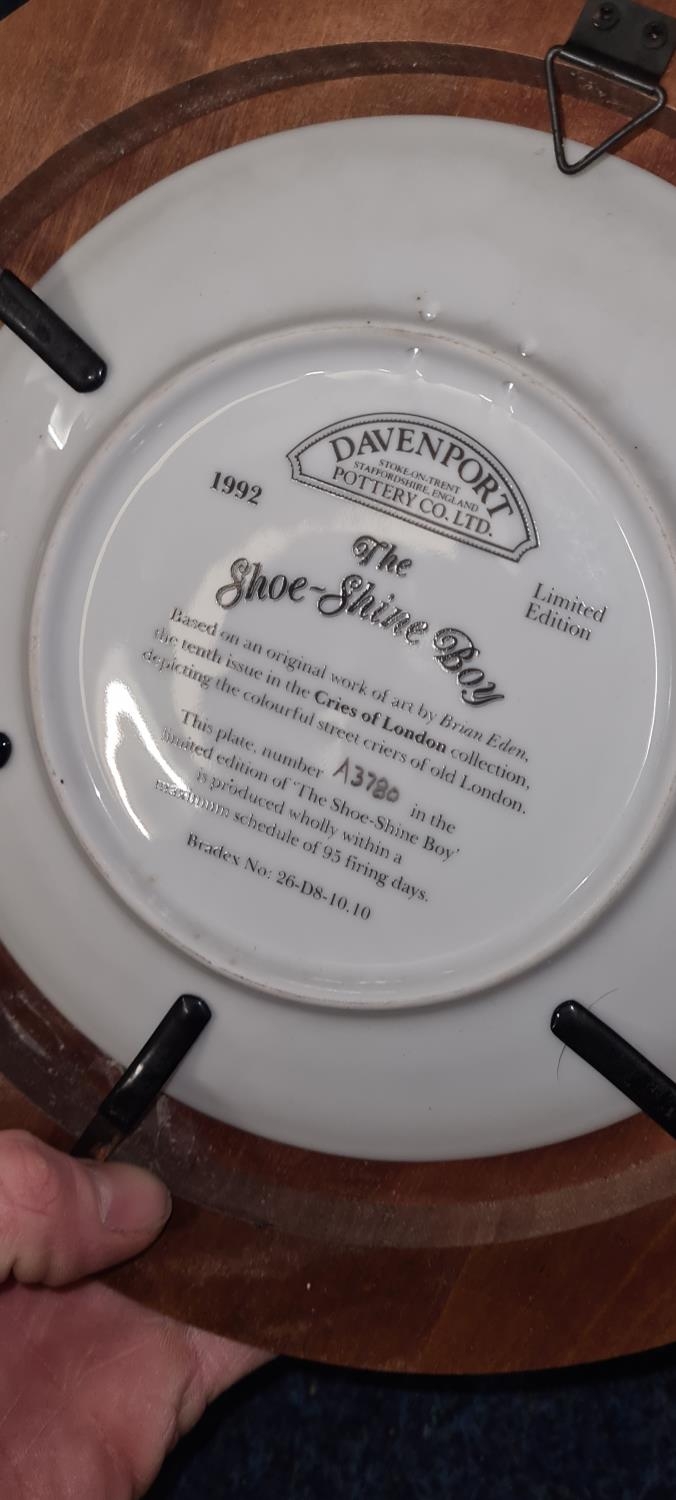 DAVENPORT
STOKE-ON-TRENT
STAFFORDSHIRE, ENGLAND
POTTERY CO. LTD.
1992
Limited
Edition
The
Shoe-Shine Boy
Based on an original work of art by Brian Eden,
the tenth issue in the Cries of London collection,
depicting the colourful street criers of old London.
This plate, number A3780 in the
limited edition of 'The Shoe-Shine Boy'
is produced wholly within a
maximum schedule of 95 firing days.
Bradex No: 26-D8-10.10